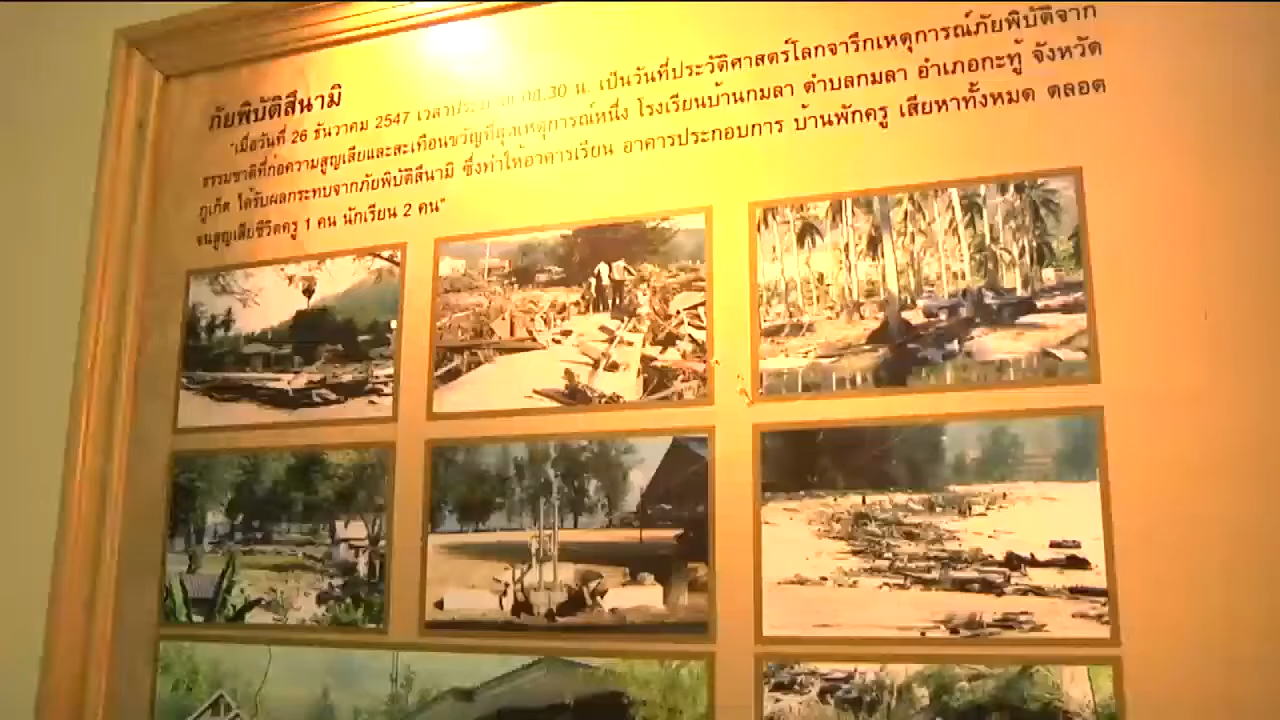 ภัยพิบัติสึนามิ
"เมื่อวันที่ 26 ธันวาคม 2547 .30 น. เป็นวันที่ประวัติศาสตร์โลกจารึกเหตุการณ์ภัยพิบัติจาก
ธรรมชาติที่ก่อความสูญเสียและสะเทือนขวัญที่สุดเหตุการณ์หนึ่ง โรงเรียนบ้านกมลา ตำบลกมลา อำเภอกะทู้ จังหวัด
ภูเก็ต ได้รับผลกระทบจากภัยพิบัติสึนามิ ซึ่งทำให้อาคารเรียน อาคารประกอบการ บ้านพักครู เสียหาทั้งหมด ตลอด
จนสูญเสียชีวิตครู 1 คน นักเรียน 2 คน"